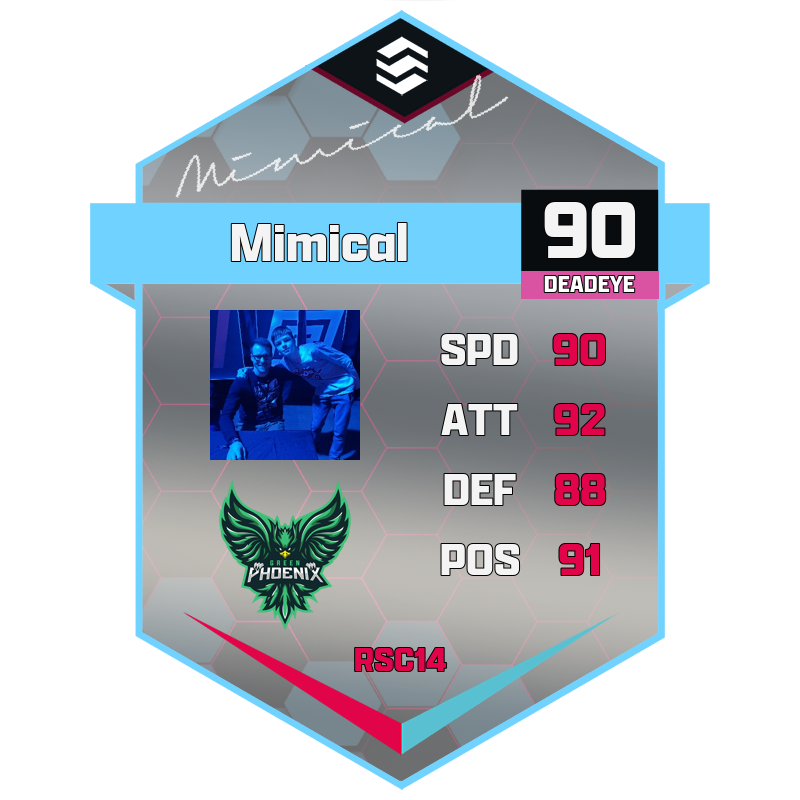 Mimical
Mimical
90
DEADEYE
SPD 90
ATT 92
DEF 88
POS 91
GREEN
PHOENIX
RSC14